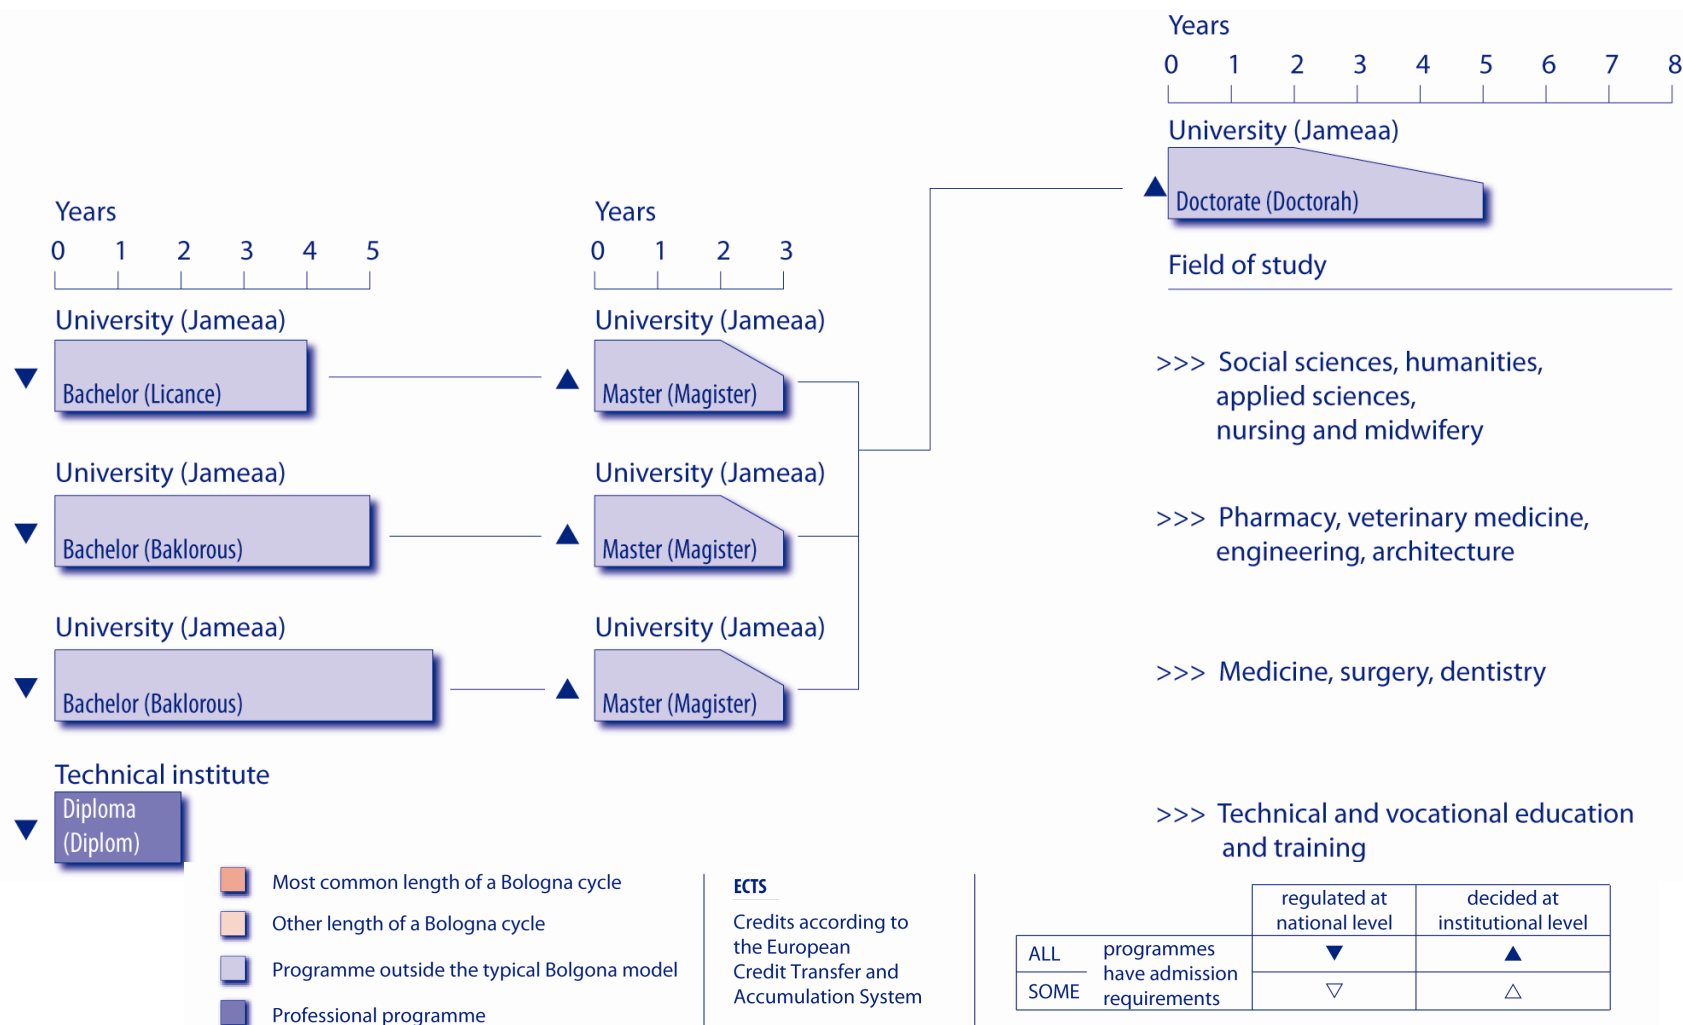 Years
0 1 2 3 4 5 6 7 8
University (Jameaa)
Doctorate (Doctorah)
Field of study
Years
0 1 2 3 4 5
Years
0 1 2 3
University (Jameaa)
Bachelor (Licance)
University (Jameaa)
Master (Magister)
>>> Social sciences, humanities,
applied sciences,
nursing and midwifery
University (Jameaa)
Bachelor (Baklorous)
University (Jameaa)
Master (Magister)
>>> Pharmacy, veterinary medicine,
engineering, architecture
University (Jameaa)
Bachelor (Baklorous)
University (Jameaa)
Master (Magister)
>>> Medicine, surgery, dentistry
Technical institute
Diploma
(Diplom)
>>> Technical and vocational education
and training
Most common length of a Bologna cycle
Other length of a Bologna cycle
Programme outside the typical Bolgona model
Professional programme
ECTS
Credits according to
the European
Credit Transfer and
Accumulation System
regulated at
national level
decided at
institutional level
ALL
SOME
programmes
have admission
requirements